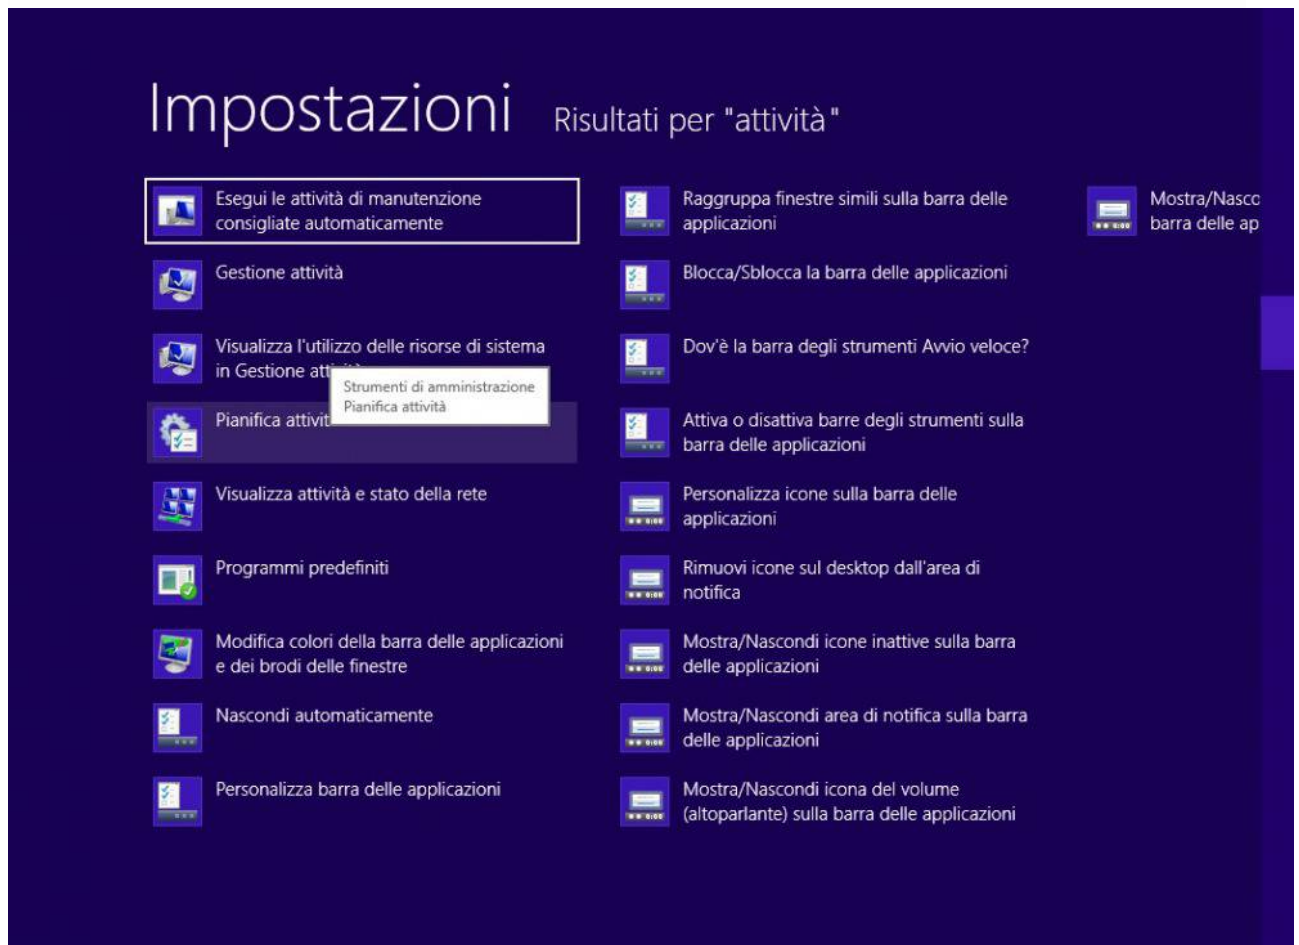 Impostazioni Risultati per "attività"
Esegui le attività di manutenzione
consigliate automaticamente
Gestione attività
Visualizza l'utilizzo delle risorse di sistema
in Gestione
Strumenti di amministrazione
Pianifica attività
Pianifica
Visualizza attività e stato della rete
Programmi predefiniti
Modifica colori della barra delle applicazioni
e dei brodi delle finestre
Nascondi automaticamente
Personalizza barra delle applicazioni
Raggruppa finestre simili sulla barra delle
applicazioni
Blocca/Sblocca la barra delle applicazioni
Dov'è la barra degli strumenti Avvio veloce?
Attiva o disattiva barre degli strumenti sulla
barra delle applicazioni
Personalizza icone sulla barra delle
applicazioni
Rimuovi icone sul desktop dall'area di
notifica
Mostra/Nascondi icone inattive sulla barra
delle applicazioni
Mostra/Nascondi area di notifica sulla barra
delle applicazioni
Mostra/Nascondi icona del volume
(altoparlante) sulla barra delle applicazioni
Mostra/Nasco
barra delle ap